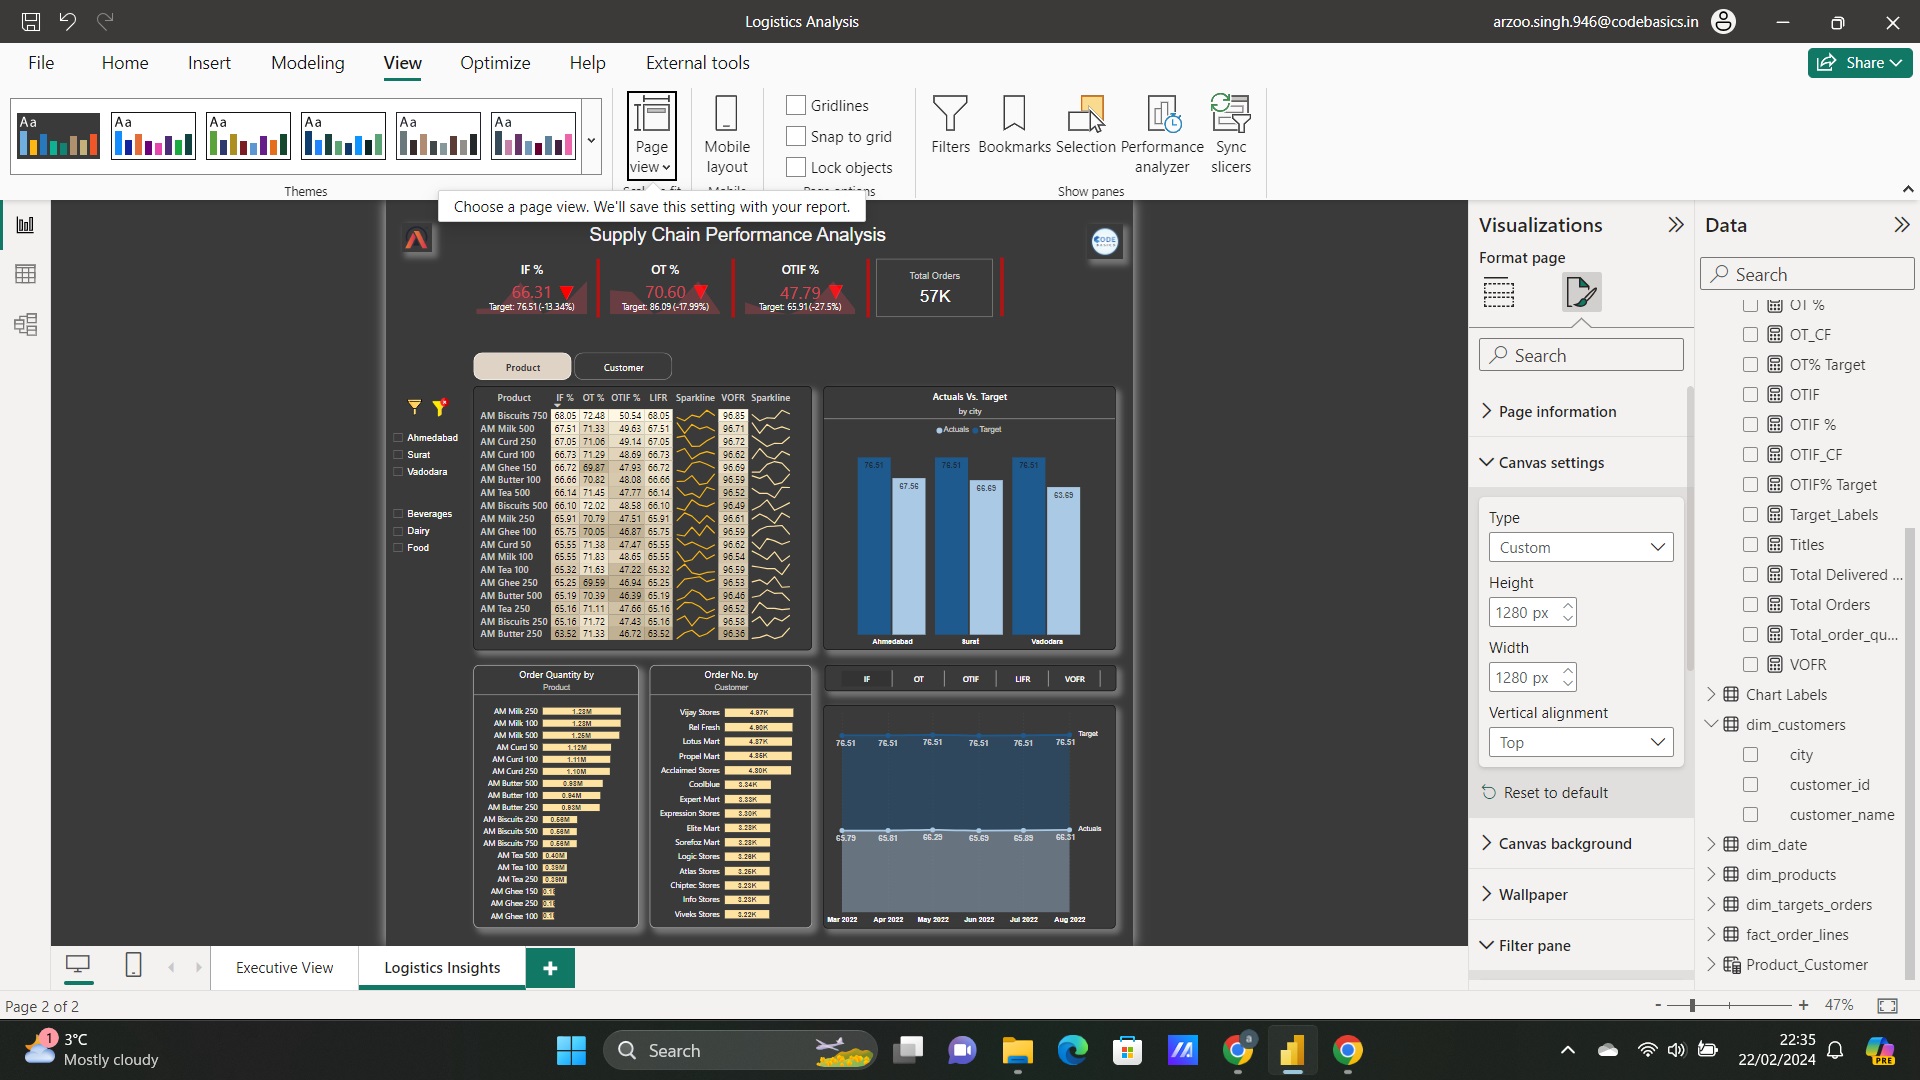 Logistics Analysis
arzoo.singh.946@codebasics.in
File Home Insert Modeling View Optimize Help External tools
Share
Aa Aa Aa Aa Aa Aa
Page view
Mobile layout
Gridlines
Snap to grid
Lock objects
Filters Bookmarks Selection Performance analyzer Sync slicers
Themes
Show panes
Choose a page view. We'll save this setting with your report.
Supply Chain Performance Analysis
CODE
IF % OT % OTIF % Total Orders
66.31 70.60 47.79 57K
Target: 76.51 (-13.34%) Target: 86.09 (-17.99%) Target: 65.91(-27.5%)
Product Customer
Ahmedabad
Surat
Vadodara
Beverages
Dairy
Food
Product IF % OT % OTIF % LIFR Sparkline VOFR Sparkline
AM Biscuits 750 68.05 72.48 50.54 68.05 96.85
AM Milk 500 67.51 71.33 49.63 67.51 96.71
AM Curd 250 67.05 71.06 49.14 67.05 96.72
AM Curd 100 66.73 71.29 48.69 66.73 96.62
AM Ghee 150 66.72 69.87 47.93 66.72 96.69
AM Butter 100 66.66 70.82 48.08 66.66 96.59
AM Tea 500 66.14 71.45 47.77 66.14 96.52
AM Biscuits 500 66.10 72.02 48.58 66.10 96.49
AM Milk 250 65.91 70.79 47.51 65.91 96.61
AM Ghee 100 65.75 70.05 46.87 65.75 96.59
AM Curd 50 65.55 71.38 47.47 65.55 96.62
AM Milk 100 65.55 71.83 48.65 65.55 96.54
AM Tea 100 65.32 71.63 47.22 65.32 96.59
AM Ghee 250 65.25 69.59 46.94 65.25 96.53
AM Butter 500 65.19 70.39 46.39 65.19 96.46
AM Tea 250 65.16 71.11 47.66 65.16 96.52
AM Biscuits 250 65.16 71.72 47.43 65.16 96.58
AM Butter 250 63.52 71.33 46.72 63.52 96.36
Actuals Vs. Target
by city
Actuals Target
76.51 67.56 76.51 66.69 76.51 63.69
Ahmedabad Surat Vadodara
Order Quantity by
Product
AM Milk 250 1.28M
AM Milk 100 1.28M
AM Milk 500 1.26M
AM Curd 50 1.12M
AM Curd 100 1.11M
AM Curd 250 1.10M
AM Butter 500 0.98M
AM Butter 100 0.94M
AM Butter 250 0.93M
AM Biscuits 250 0.56M
AM Biscuits 500 0.56M
AM Biscuits 750 0.56M
AM Tea 500 0.40M
AM Tea 100
AM Tea 250
AM Ghee 150
AM Ghee 250
AM Ghee 100
Order No. by
Customer
Vijay Stores 4.97K
Rel Fresh 4.90K
Lotus Mart 4.87K
Propel Mart
Acclaimed Stores 4.80K
Coolblue 3.34K
Expert Mart 3.33K
Expression Stores 3.30K
Elite Mart
Sorefoz Mart 3.28K
Logic Stores 3.26K
Atlas Stores
Chiptec Stores 3.23K
Info Stores 3.23K
Viveks Stores 3.22K
IF OT OTIF LIFR VOFR
76.51 76.51 76.51 76.51 76.51 76.51 Target
65.79 65.81 66.29 65.69 65.89 66.31 Actuals
Mar 2022 Apr 2022 May 2022 Jun 2022 Jul 2022 Aug 2022
Visualizations
Format page
Search
Page information
Canvas settings
Type
Custom
Height
1280 px
Width
1280 px
Vertical alignment
Top
Reset to default
Canvas background
Wallpaper
Filter pane
Data
Search
OT %
OT_CF
OT% Target
OTIF
OTIF %
OTIF_CF
OTIF% Target
Target_Labels
Titles
Total Delivered ...
Total Orders
Total_order_qu...
VOFR
Chart Labels
dim_customers
city
customer_id
customer_name
dim_date
dim_products
dim_targets_orders
fact_order_lines
Product_Customer
Executive View Logistics Insights
Page 2 of 2
- + 47%
1
3°C
Mostly cloudy
Search
a
22:35
22/02/2024
PRE